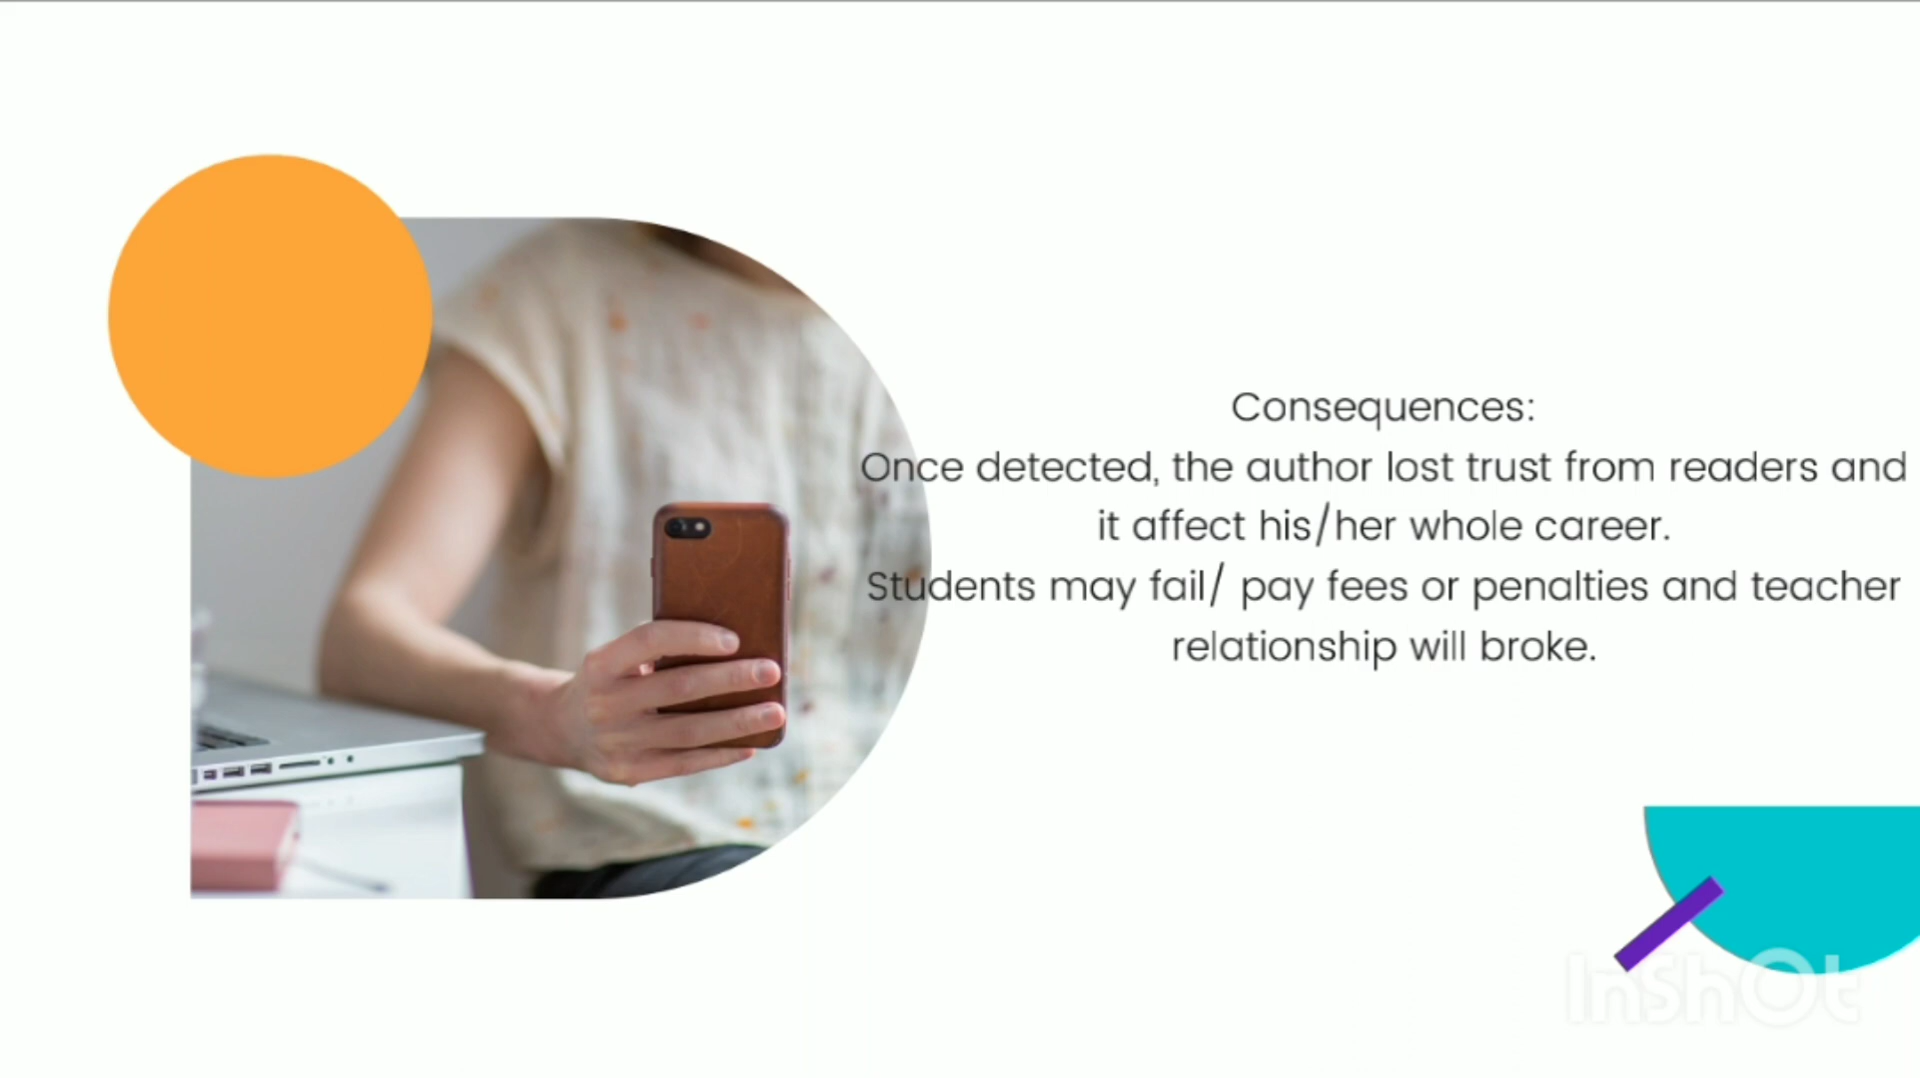 Consequences:
Once detected, the author lost trust from readers and
it affect his/her whole career.
Students may fail/ pay fees or penalties and teacher
relationship will broke.
InShOt